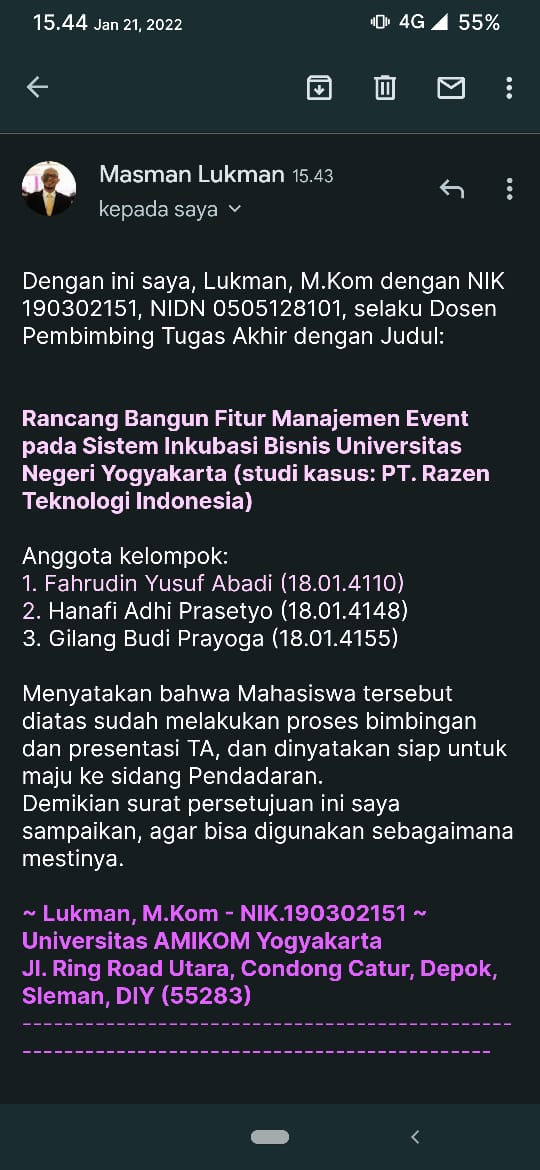 15.44 Jan 21, 2022
4G 55%
Masman Lukman 15.43
kepada saya
Dengan ini saya, Lukman, M.Kom dengan NIK
190302151, NIDN 0505128101, selaku Dosen
Pembimbing Tugas Akhir dengan Judul:
Rancang Bangun Fitur Manajemen Event
pada Sistem Inkubasi Bisnis Universitas
Negeri Yogyakarta (studi kasus: PT. Razen
Teknologi Indonesia)
Anggota kelompok:
1. Fahrudin Yusuf Abadi (18.01.4110)
2. Hanafi Adhi Prasetyo (18.01.4148)
3. Gilang Budi Prayoga (18.01.4155)
Menyatakan bahwa Mahasiswa tersebut
diatas sudah melakukan proses bimbingan
dan presentasi TA, dan dinyatakan siap untuk
maju ke sidang Pendadaran.
Demikian surat persetujuan ini saya
sampaikan, agar bisa digunakan sebagaimana
mestinya.
~ Lukman, M.Kom - NIK.190302151 ~
Universitas AMIKOM Yogyakarta
Jl. Ring Road Utara, Condong Catur, Depok,
Sleman, DIY (55283)
-----------------------------------------------
---------------------------------------------